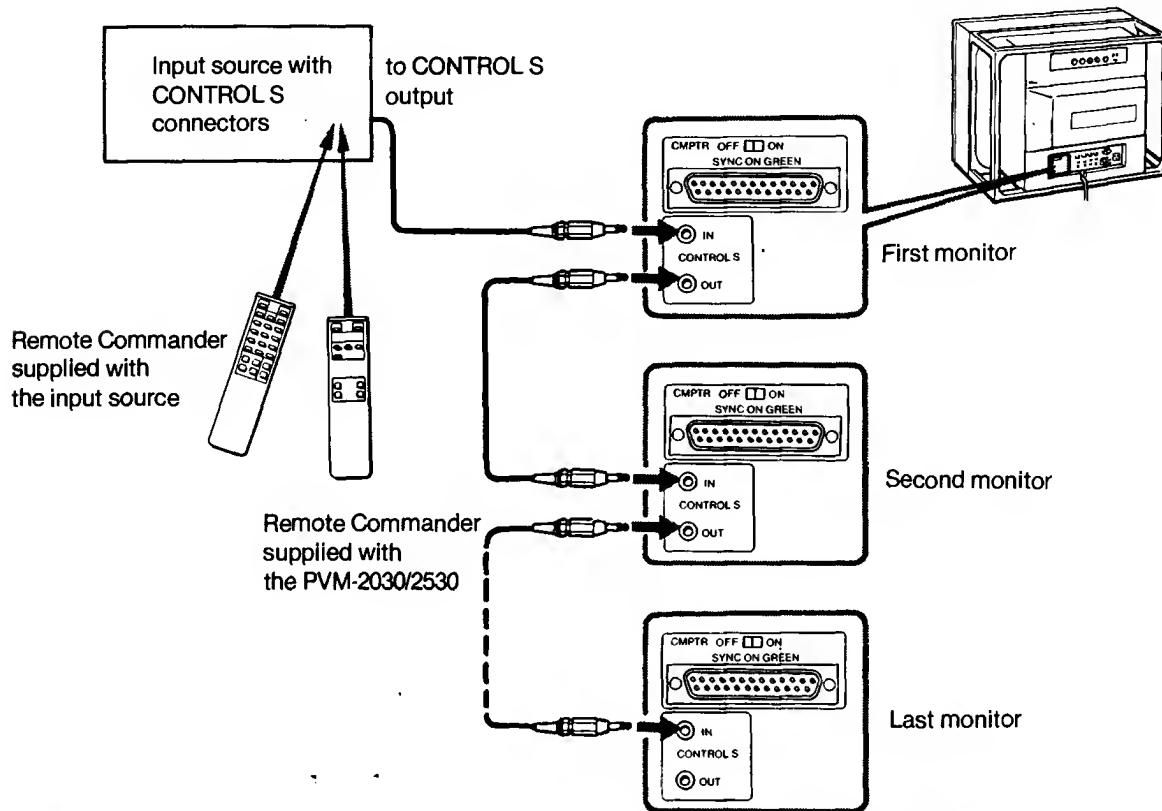 Input source with
CONTROL S
connectors
to CONTROL S
output
CMPTR OFF ON
SYNC ON GREEN
IN
CONTROL S
OUT
First monitor
Remote Commander
supplied with
the input source
CMPTR OFF ON
SYNC ON GREEN
IN
CONTROL S
OUT
Second monitor
Remote Commander
supplied with
the PVM-2030/2530
CMPTR OFF ON
SYNC ON GREEN
IN
CONTROL S
OUT
Last monitor